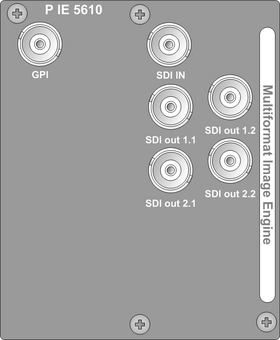 P IE 5610
GPI
SDI IN
SDI out 1.1
SDI out 1.2
SDI out 2.1
SDI out 2.2
Multiformat Image Engine